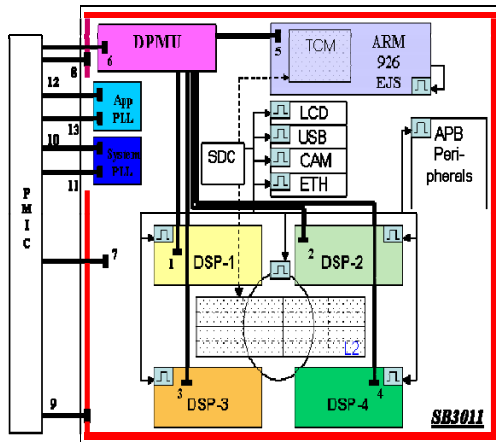 DPMU
6
8
5
TCM
ARM
926
EJS
12
App
PLL
13
10
System
PLL
11
LCD
USB
SDC
CAM
ETH
APB
Peri-
pherals
PMIC
7
1
DSP-1
2
DSP-2
L2
3
DSP-3
4
DSP-4
9
SB3011